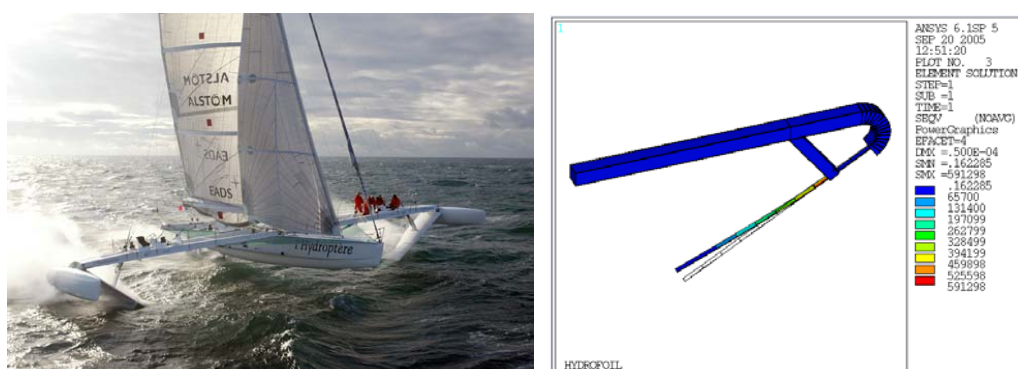 ALSTOM
ALSTOM
EADS
EADS
l'Hydroptère
1
ANSYS 6.1SP 5
SEP 20 2005
12:51:20
PLOT NO. 3
ELEMENT SOLUTION
STEP=1
SUB =1
TIME=1
SEQV (NOAVG)
PowerGraphics
EFACET=4
DMX =.500E-04
SMN =.162285
SMX =591298
.162285
65700
131400
197099
262799
328499
394199
459898
525598
591298
HYDROFOIL